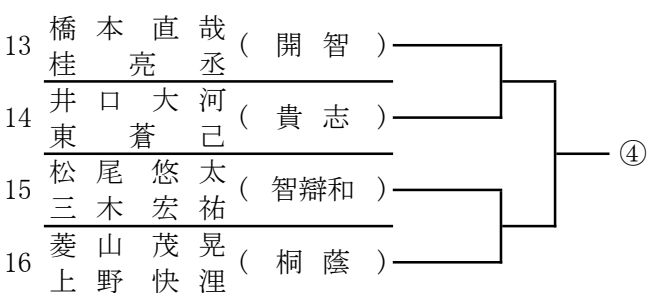 13 橋本直哉 ( 開智 )
桂亮丞
14 井口大河 ( 貴志 )
東蒼己
④
15 松尾悠太 ( 智辯和 )
三木宏祐
16 菱山茂晃 ( 桐蔭 )
上野快浬